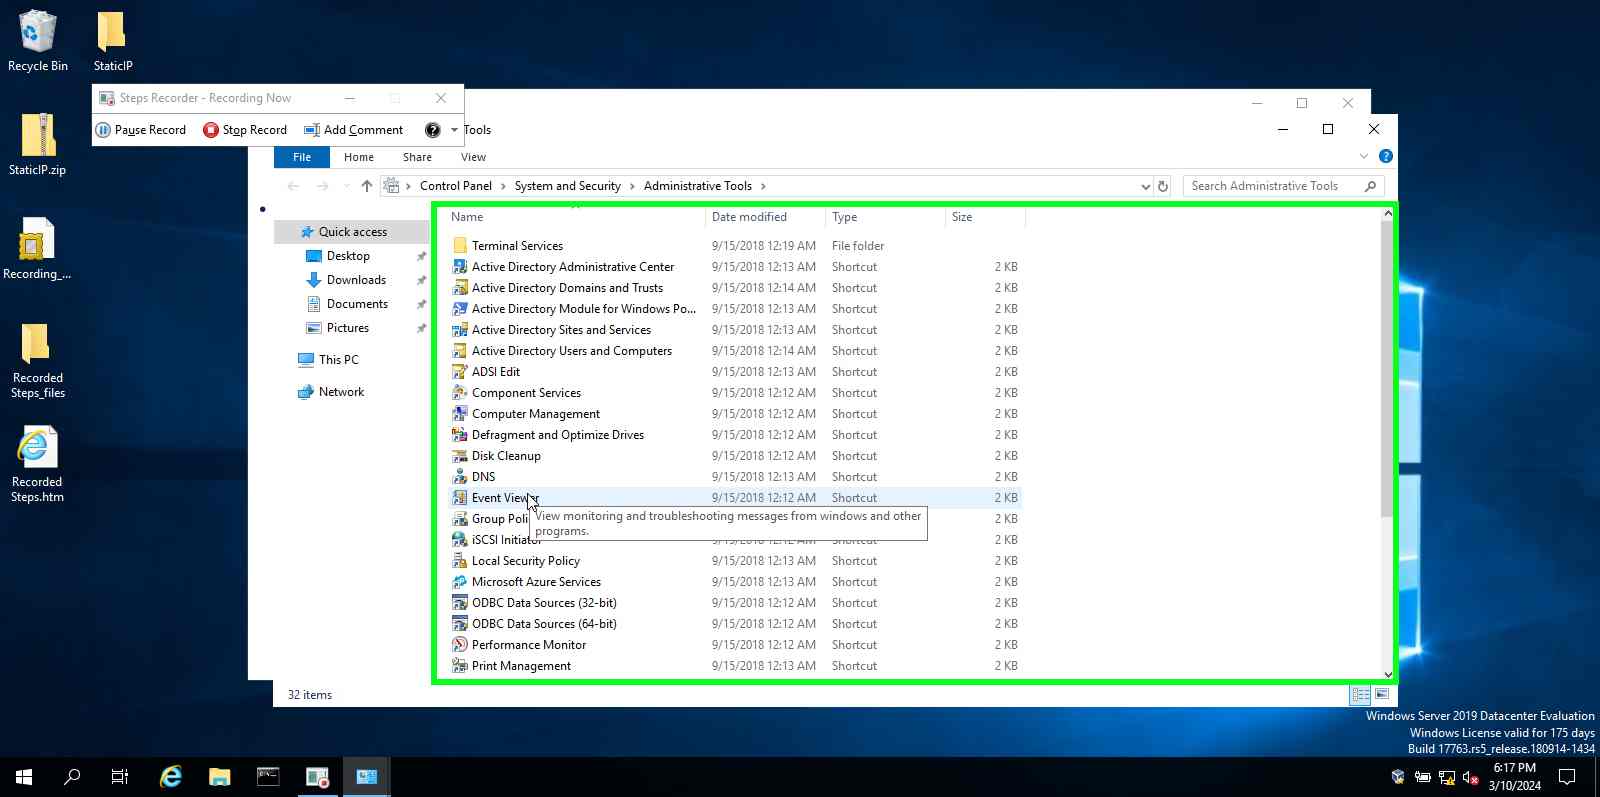 Recycle Bin
StaticIP
StaticIP.zip
Recording_...
Recorded
Steps_files
Recorded
Steps.htm
Steps Recorder - Recording Now
Pause Record
Stop Record
Add Comment
?
Tools
File
Home
Share
View
?
Control Panel
System and Security
Administrative Tools
Search Administrative Tools
Quick access
Desktop
Downloads
Documents
Pictures
This PC
Network
Name Date modified Type Size
Terminal Services 9/15/2018 12:19 AM File folder
Active Directory Administrative Center 9/15/2018 12:13 AM Shortcut 2 KB
Active Directory Domains and Trusts 9/15/2018 12:14 AM Shortcut 2 KB
Active Directory Module for Windows Po... 9/15/2018 12:13 AM Shortcut 2 KB
Active Directory Sites and Services 9/15/2018 12:13 AM Shortcut 2 KB
Active Directory Users and Computers 9/15/2018 12:14 AM Shortcut 2 KB
ADSI Edit 9/15/2018 12:13 AM Shortcut 2 KB
Component Services 9/15/2018 12:12 AM Shortcut 2 KB
Computer Management 9/15/2018 12:12 AM Shortcut 2 KB
Defragment and Optimize Drives 9/15/2018 12:12 AM Shortcut 2 KB
Disk Cleanup 9/15/2018 12:12 AM Shortcut 2 KB
DNS 9/15/2018 12:13 AM Shortcut 2 KB
Event Viewer 9/15/2018 12:12 AM Shortcut 2 KB
Group Poli 2 KB
View monitoring and troubleshooting messages from windows and other
programs.
iSCSI Initiator 9/15/2018 12:12 AM Shortcut 2 KB
Local Security Policy 9/15/2018 12:13 AM Shortcut 2 KB
Microsoft Azure Services 9/15/2018 12:13 AM Shortcut 2 KB
ODBC Data Sources (32-bit) 9/15/2018 12:12 AM Shortcut 2 KB
ODBC Data Sources (64-bit) 9/15/2018 12:12 AM Shortcut 2 KB
Performance Monitor 9/15/2018 12:12 AM Shortcut 2 KB
Print Management 9/15/2018 12:13 AM Shortcut 2 KB
32 items
Windows Server 2019 Datacenter Evaluation
Windows License valid for 175 days
Build 17763.rs5_release.180914-1434
6:17 PM
3/10/2024